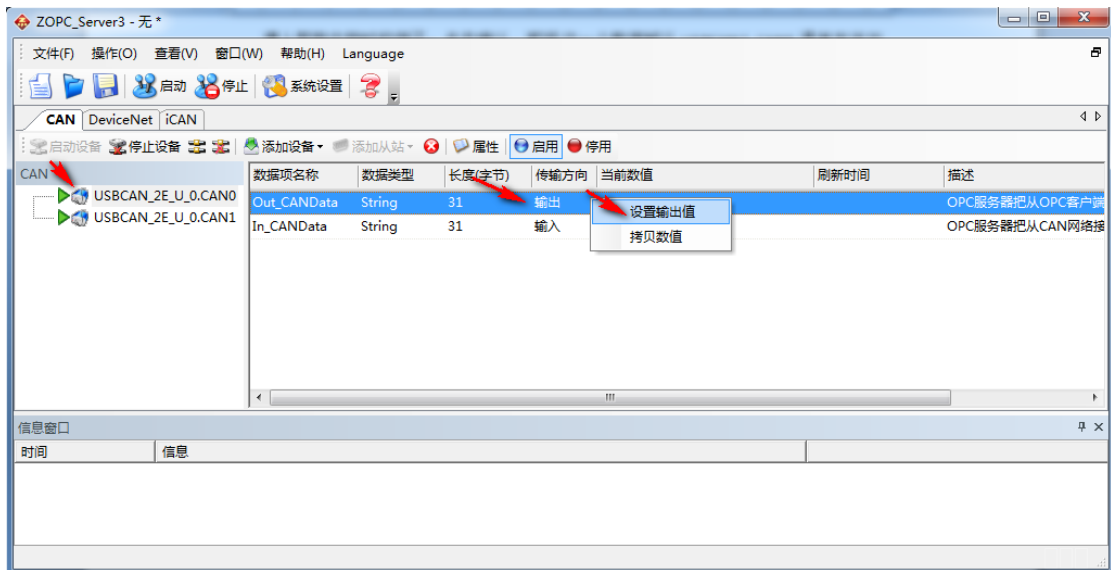 ZOPC_Server3 - 无 *
文件(F) 操作(O) 查看(V) 窗口(W) 帮助(H) Language
启动 停止 系统设置
CAN DeviceNet iCAN
启动设备 停止设备 添加设备 添加从站 属性 启用 停用
CAN
数据项名称 数据类型 长度(字节) 传输方向 当前数值 刷新时间 描述
USBCAN_2E_U_0.CAN0
USBCAN_2E_U_0.CAN1
Out_CANData String 31 输出 OPC服务器把从OPC客户端
In_CANData String 31 输入 OPC服务器把从CAN网络接
设置输出值
拷贝数值
信息窗口
时间 信息